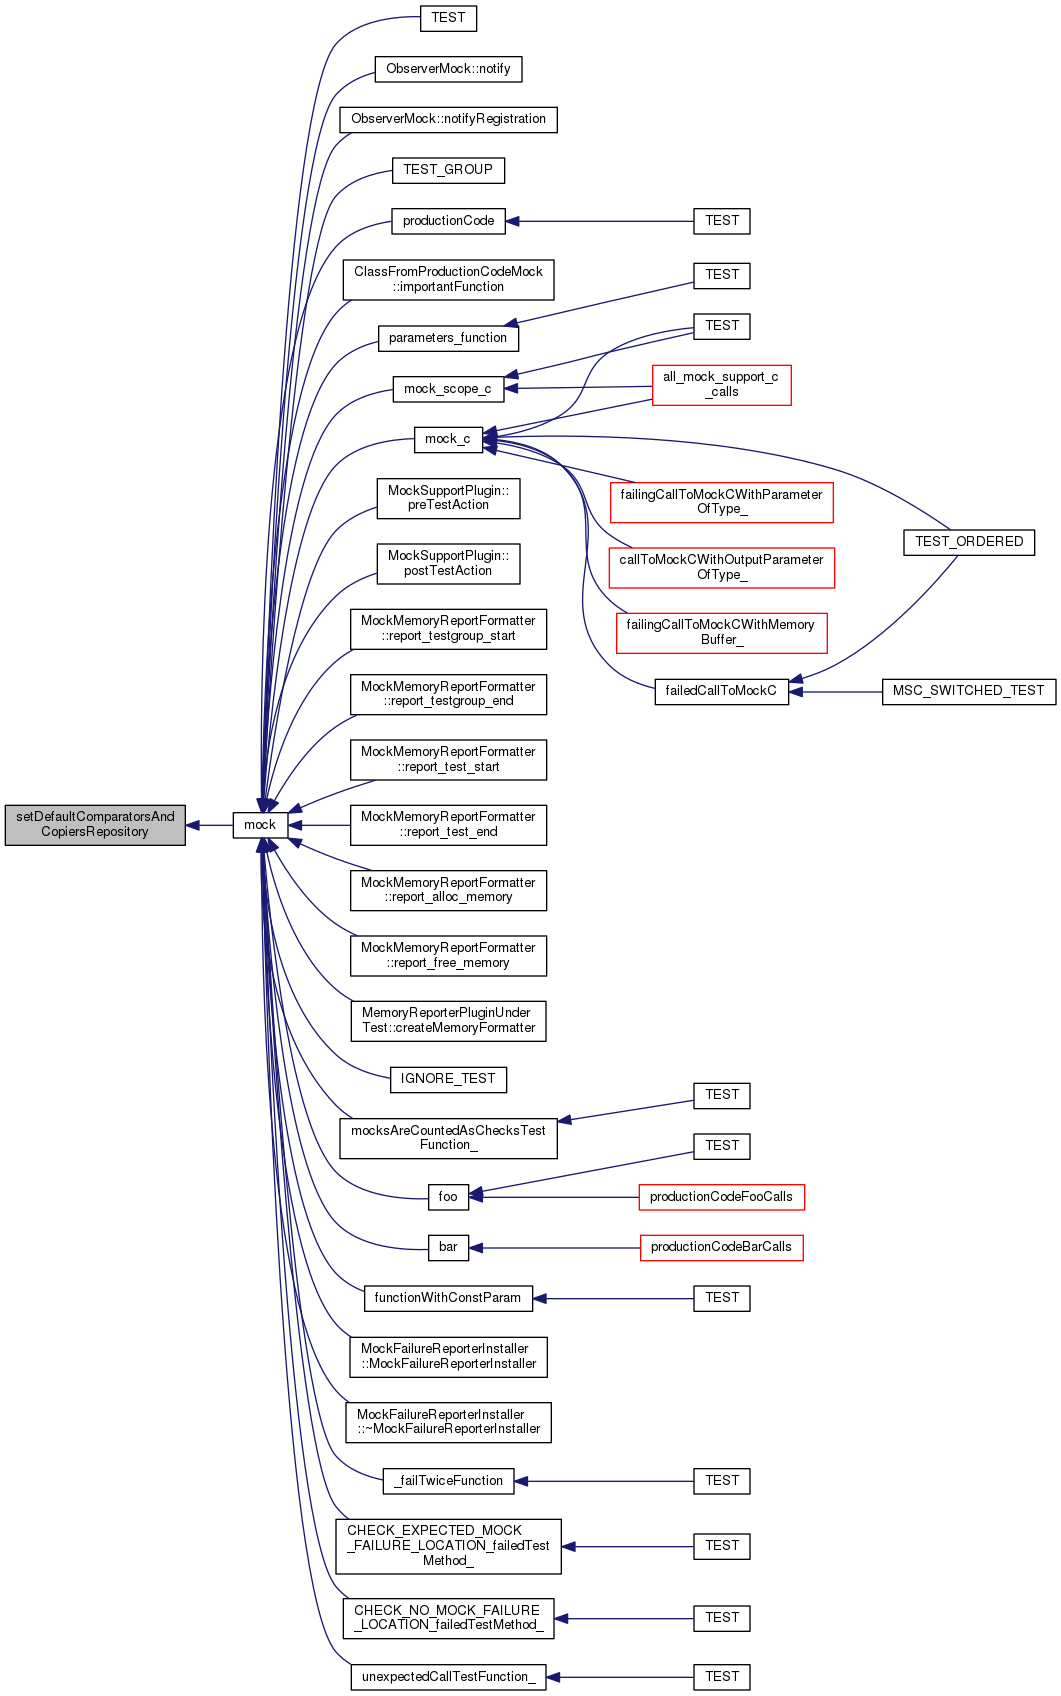 TEST
ObserverMock::notify
ObserverMock::notifyRegistration
TEST_GROUP
productionCode
TEST
ClassFromProductionCodeMock
::importantFunction
TEST
parameters_function
TEST
mock_scope_c
all_mock_support_c
_calls
mock_c
MockSupportPlugin::
preTestAction
failingCallToMockCWithParameter
OfType_
TEST_ORDERED
MockSupportPlugin::
postTestAction
callToMockCWithOutputParameter
OfType_
MockMemoryReportFormatter
::report_testgroup_start
failingCallToMockCWithMemory
Buffer_
MockMemoryReportFormatter
::report_testgroup_end
failedCallToMockC
MSC_SWITCHED_TEST
MockMemoryReportFormatter
::report_test_start
setDefaultComparatorsAnd
CopiersRepository
mock
MockMemoryReportFormatter
::report_test_end
MockMemoryReportFormatter
::report_alloc_memory
MockMemoryReportFormatter
::report_free_memory
MemoryReporterPluginUnder
Test::createMemoryFormatter
IGNORE_TEST
TEST
mocksAreCountedAsChecksTest
Function_
TEST
foo
productionCodeFooCalls
bar
productionCodeBarCalls
functionWithConstParam
TEST
MockFailureReporterInstaller
::MockFailureReporterInstaller
MockFailureReporterInstaller
::~MockFailureReporterInstaller
_failTwiceFunction
TEST
CHECK_EXPECTED_MOCK
_FAILURE_LOCATION_failedTest
Method_
TEST
CHECK_NO_MOCK_FAILURE
_LOCATION_failedTestMethod_
TEST
unexpectedCallTestFunction_
TEST